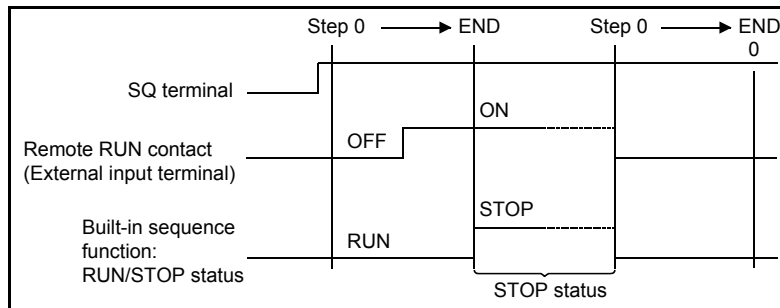 Step 0 END Step 0 END
0
SQ terminal
ON
Remote RUN contact
OFF
(External input terminal)
STOP
Built-in sequence
function:
RUN
RUN/STOP status
STOP status